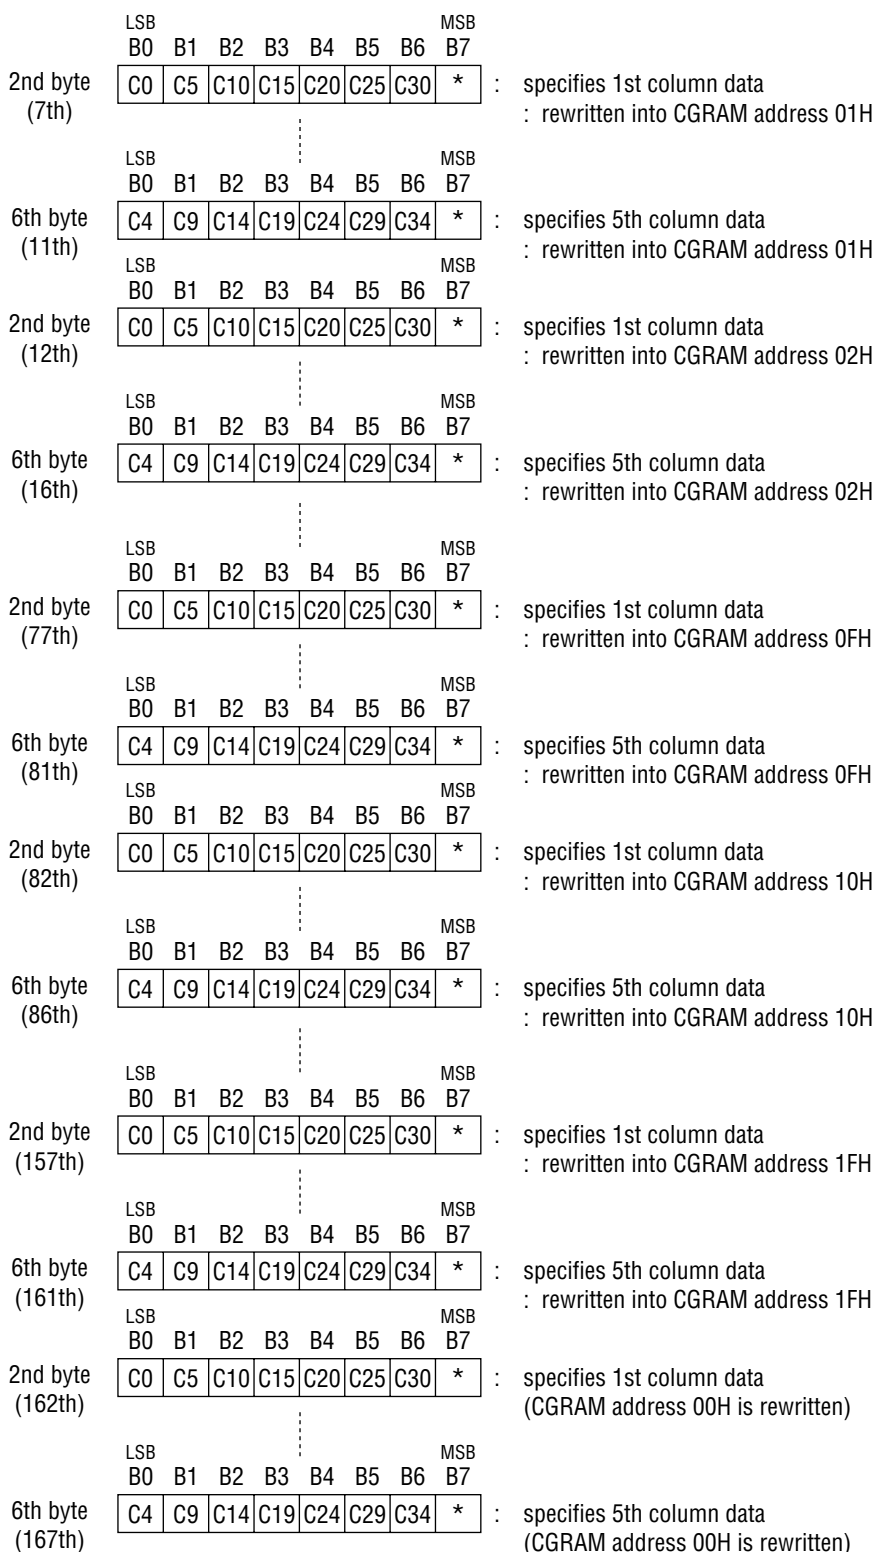 LSB MSB
B0 B1 B2 B3 B4 B5 B6 B7
2nd byte C0 C5 C10 C15 C20 C25 C30 * : specifies 1st column data
(7th) : rewritten into CGRAM address 01H
LSB MSB
B0 B1 B2 B3 B4 B5 B6 B7
6th byte C4 C9 C14 C19 C24 C29 C34 * : specifies 5th column data
(11th) : rewritten into CGRAM address 01H
LSB MSB
B0 B1 B2 B3 B4 B5 B6 B7
2nd byte C0 C5 C10 C15 C20 C25 C30 * : specifies 1st column data
(12th) : rewritten into CGRAM address 02H
LSB MSB
B0 B1 B2 B3 B4 B5 B6 B7
6th byte C4 C9 C14 C19 C24 C29 C34 * : specifies 5th column data
(16th) : rewritten into CGRAM address 02H
LSB MSB
B0 B1 B2 B3 B4 B5 B6 B7
2nd byte C0 C5 C10 C15 C20 C25 C30 * : specifies 1st column data
(77th) : rewritten into CGRAM address 0FH
LSB MSB
B0 B1 B2 B3 B4 B5 B6 B7
6th byte C4 C9 C14 C19 C24 C29 C34 * : specifies 5th column data
(81th) : rewritten into CGRAM address 0FH
LSB MSB
B0 B1 B2 B3 B4 B5 B6 B7
2nd byte C0 C5 C10 C15 C20 C25 C30 * : specifies 1st column data
(82th) : rewritten into CGRAM address 10H
LSB MSB
B0 B1 B2 B3 B4 B5 B6 B7
6th byte C4 C9 C14 C19 C24 C29 C34 * : specifies 5th column data
(86th) : rewritten into CGRAM address 10H
LSB MSB
B0 B1 B2 B3 B4 B5 B6 B7
2nd byte C0 C5 C10 C15 C20 C25 C30 * : specifies 1st column data
(157th) : rewritten into CGRAM address 1FH
LSB MSB
B0 B1 B2 B3 B4 B5 B6 B7
6th byte C4 C9 C14 C19 C24 C29 C34 * : specifies 5th column data
(161th) : rewritten into CGRAM address 1FH
LSB MSB
B0 B1 B2 B3 B4 B5 B6 B7
2nd byte C0 C5 C10 C15 C20 C25 C30 * : specifies 1st column data
(162th) (CGRAM address 00H is rewritten)
LSB MSB
B0 B1 B2 B3 B4 B5 B6 B7
6th byte C4 C9 C14 C19 C24 C29 C34 * : specifies 5th column data
(167th) (CGRAM address 00H is rewritten)